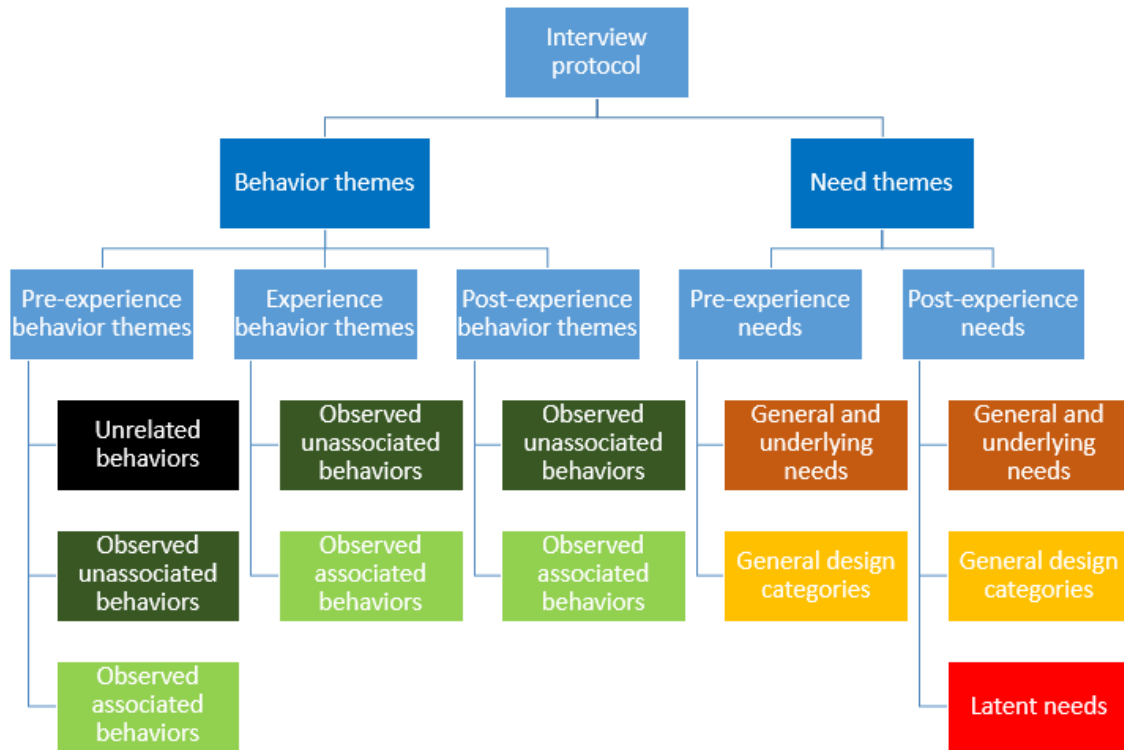 Interview
protocol
Behavior themes
Need themes
Pre-experience
behavior themes
Experience
behavior themes
Post-experience
behavior themes
Pre-experience
needs
Post-experience
needs
Unrelated
behaviors
Observed
unassociated
behaviors
Observed
unassociated
behaviors
General and
underlying
needs
General and
underlying
needs
Observed
unassociated
behaviors
Observed
associated
behaviors
Observed
associated
behaviors
General design
categories
General design
categories
Observed
associated
behaviors
Latent needs